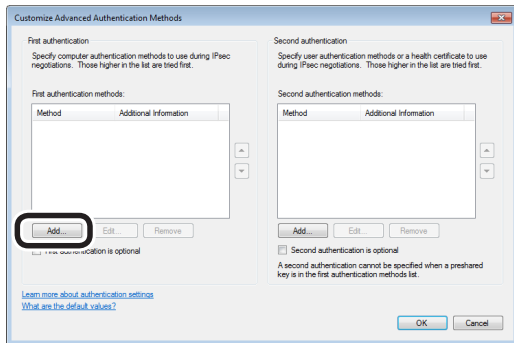 Customize Advanced Authentication Methods
First authentication
Specify computer authentication methods to use during IPsec
negotiations. Those higher in the list are tried first.
First authentication methods:
Method Additional Information
Add... Edit... Remove
First authentication is optional
Second authentication
Specify user authentication methods or a health certificate to use
during IPsec negotiations. Those higher in the list are tried first.
Second authentication methods:
Method Additional Information
Add... Edit... Remove
Second authentication is optional
A second authentication cannot be specified when a preshared
key is in the first authentication methods list.
Learn more about authentication settings
What are the default values?
OK Cancel